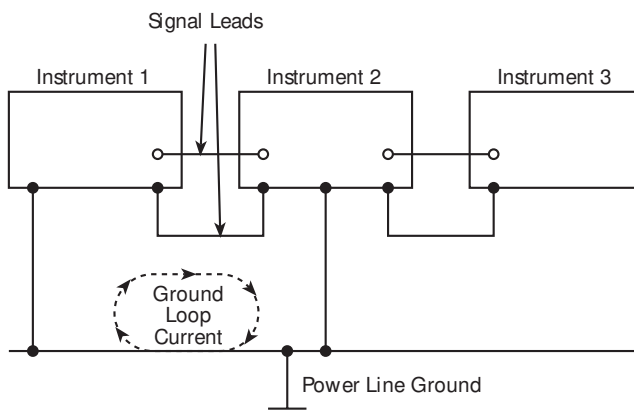 Signal Leads
Instrument 1
Instrument 2
Instrument 3
Ground
Loop
Current
Power Line Ground